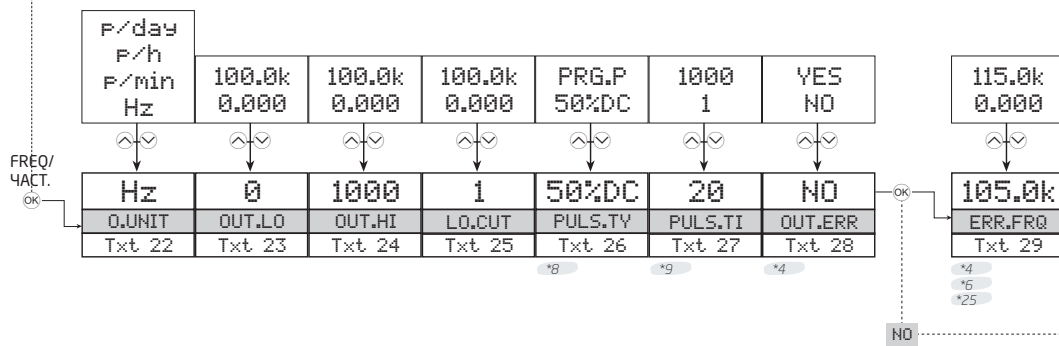 P/day
P/h
P/min
Hz
100.0k
0.000
100.0k
0.000
100.0k
0.000
PRG.P
50%DC
1000
1
YES
NO
115.0k
0.000
FREQ/
ЧАСТ.
OK
Hz
0
1000
1
50%DC
20
NO
OK
105.0k
O.UNIT
OUT.LO
OUT.HI
LO.CUT
PULS.TY
PULS.TI
OUT.ERR
ERR.FRQ
Txt 22
Txt 23
Txt 24
Txt 25
Txt 26
Txt 27
Txt 28
Txt 29
*8
*9
*4
*4
*6
*25
NO